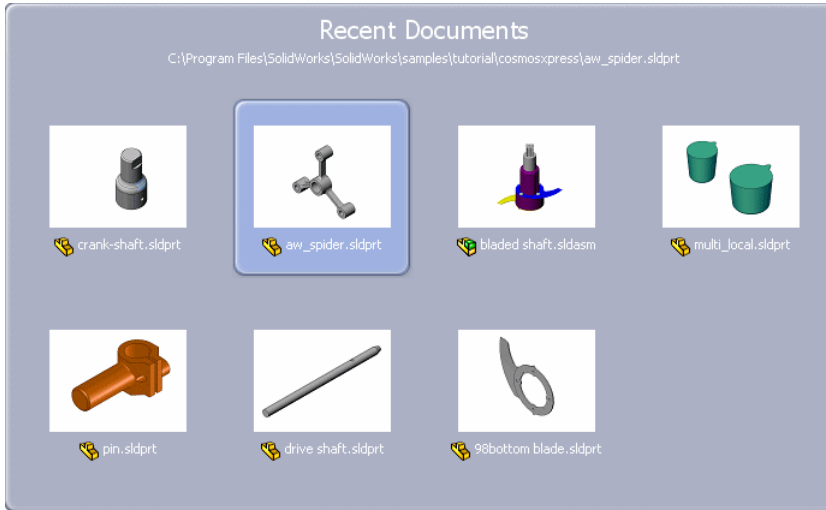 Recent Documents
C:\Program Files\SolidWorks\SolidWorks\samples\tutorial\cosmosxpress\aw_spider.sldprt
crank-shaft.sldprt
aw_spider.sldprt
bladed shaft.sldasm
multi_local.sldprt
pin.sldprt
drive shaft.sldprt
98bottom blade.sldprt